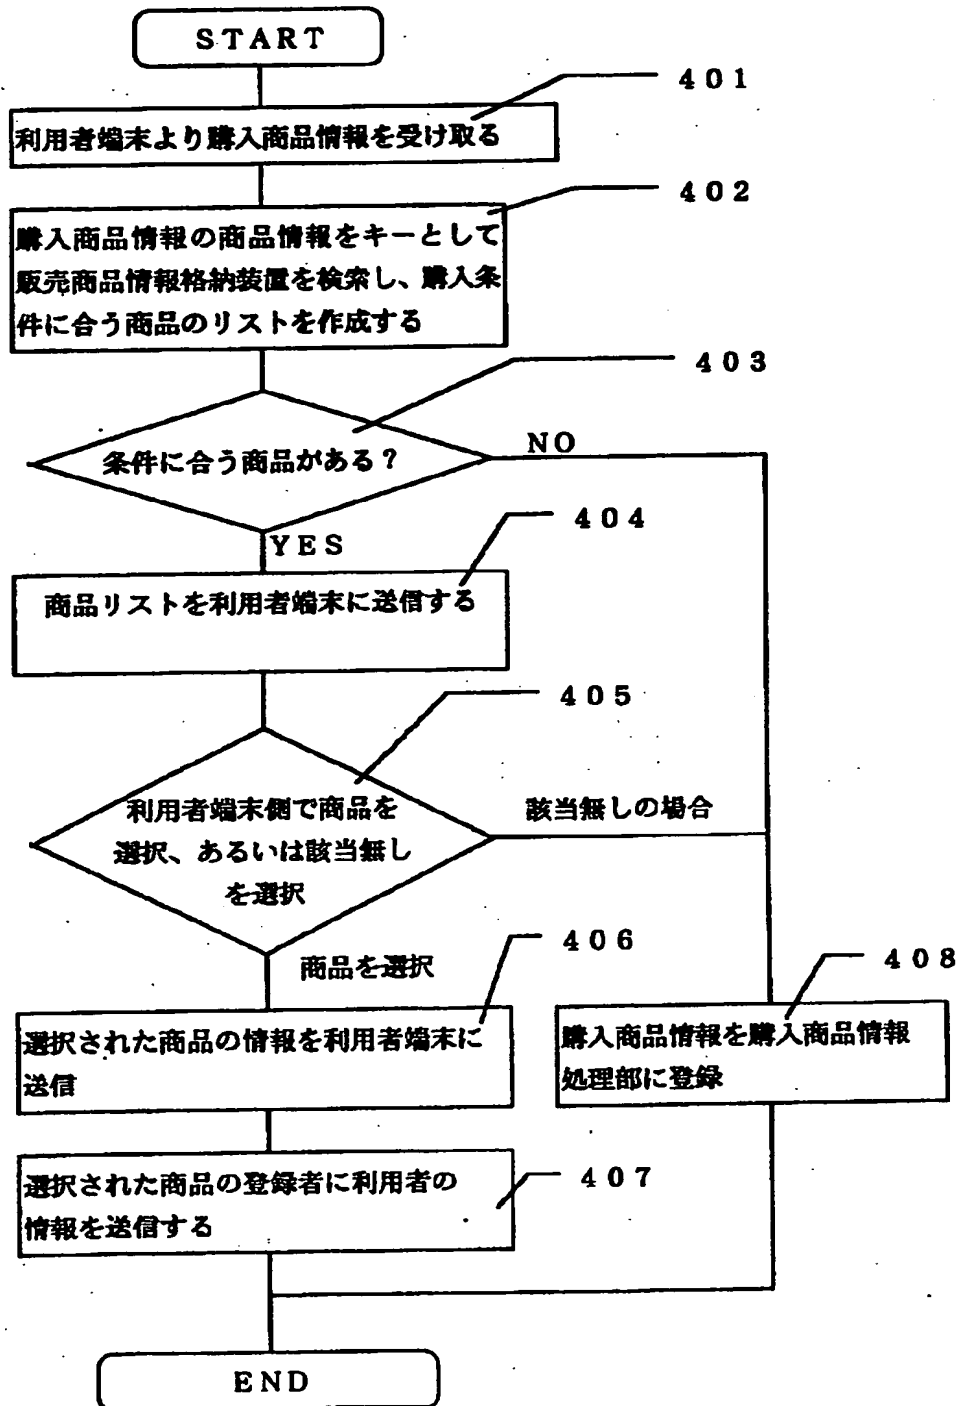 START
401
利用者端末より購入商品情報を受け取る
402
購入商品情報の商品情報をキーとして
販売商品情報格納装置を検索し、購入条
件に合う商品のリストを作成する
403
条件に合う商品がある？
NO
YES
404
商品リストを利用者端末に送信する
405
利用者端末側で商品を
選択、あるいは該当無し
を選択
該当無しの場合
商品を選択
406
選択された商品の情報を利用者端末に
送信
408
購入商品情報を購入商品情報
処理部に登録
407
選択された商品の登録者に利用者の
情報を送信する
END